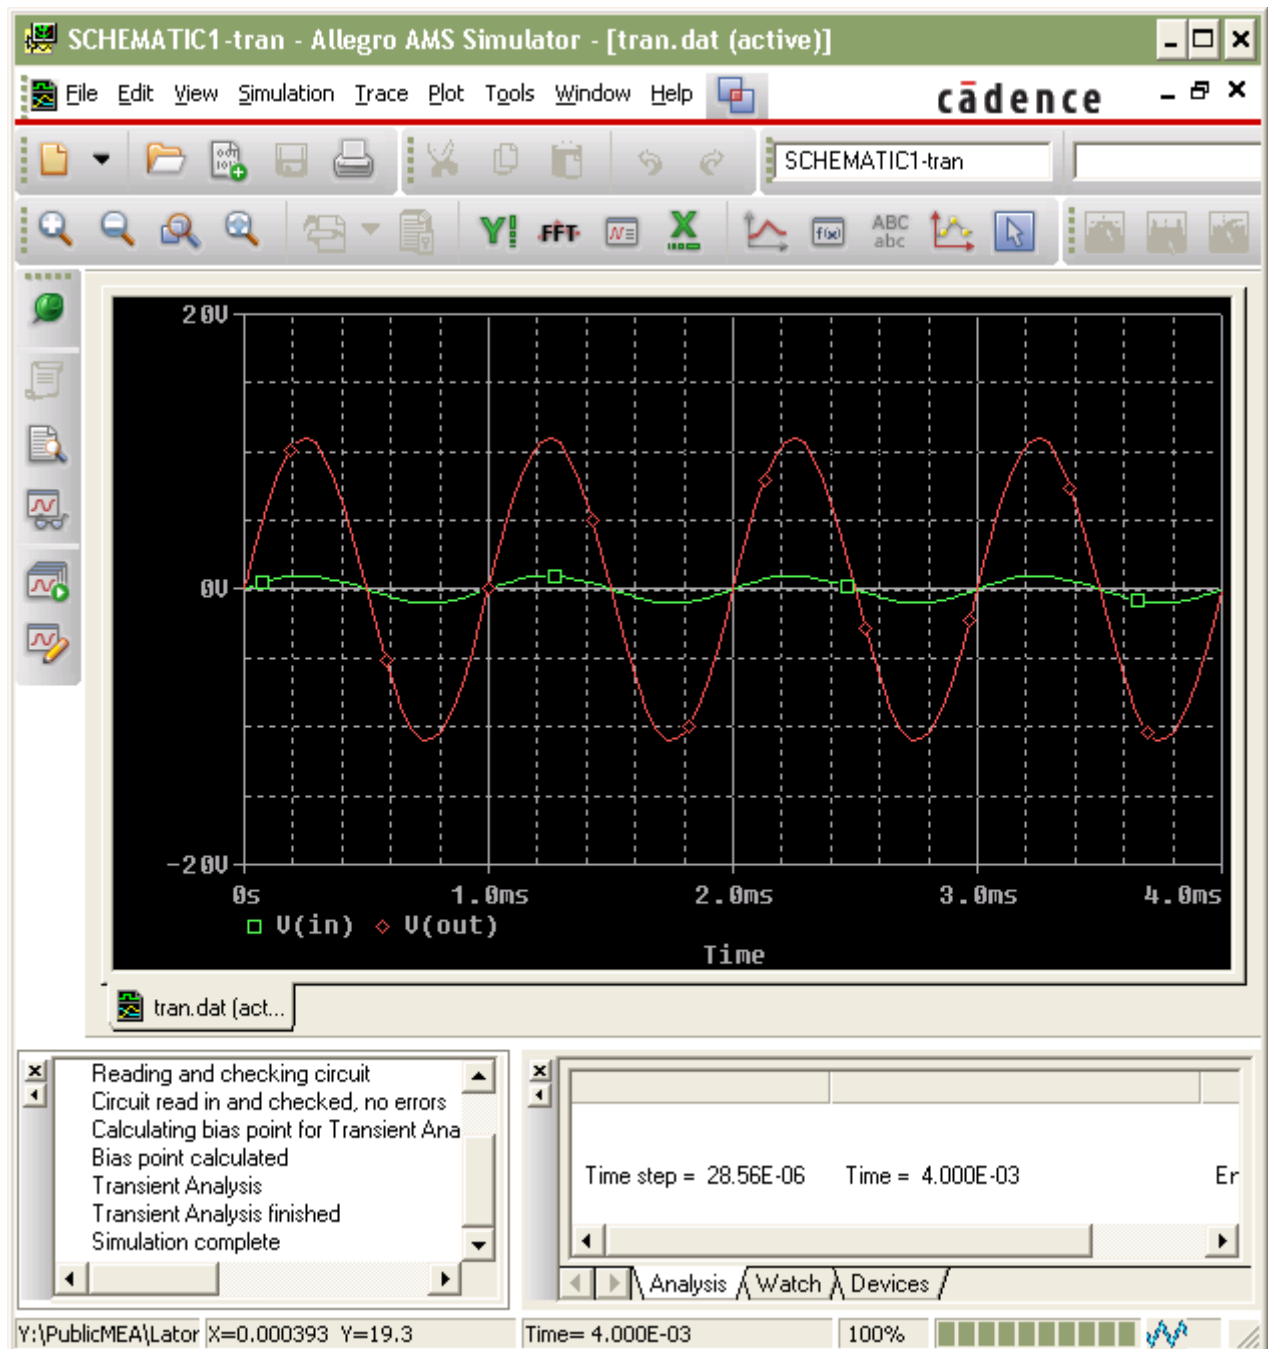 SCHEMATIC1-tran - Allegro AMS Simulator - [tran.dat (active)]
File Edit View Simulation Trace Plot Tools Window Help cādence
SCHEMATIC1-tran
FFT f(x) ABC
abc
20V
0V
-20V
0s 1.0ms 2.0ms 3.0ms 4.0ms
V(in) V(out)
Time
tran.dat (act...
Reading and checking circuit
Circuit read in and checked, no errors
Calculating bias point for Transient Ana
Bias point calculated
Transient Analysis
Transient Analysis finished
Simulation complete
Time step = 28.56E-06 Time = 4.000E-03 Er
Analysis Watch Devices
Y:\PublicMEA\Lator X=0.000393 Y=19.3 Time= 4.000E-03 100%